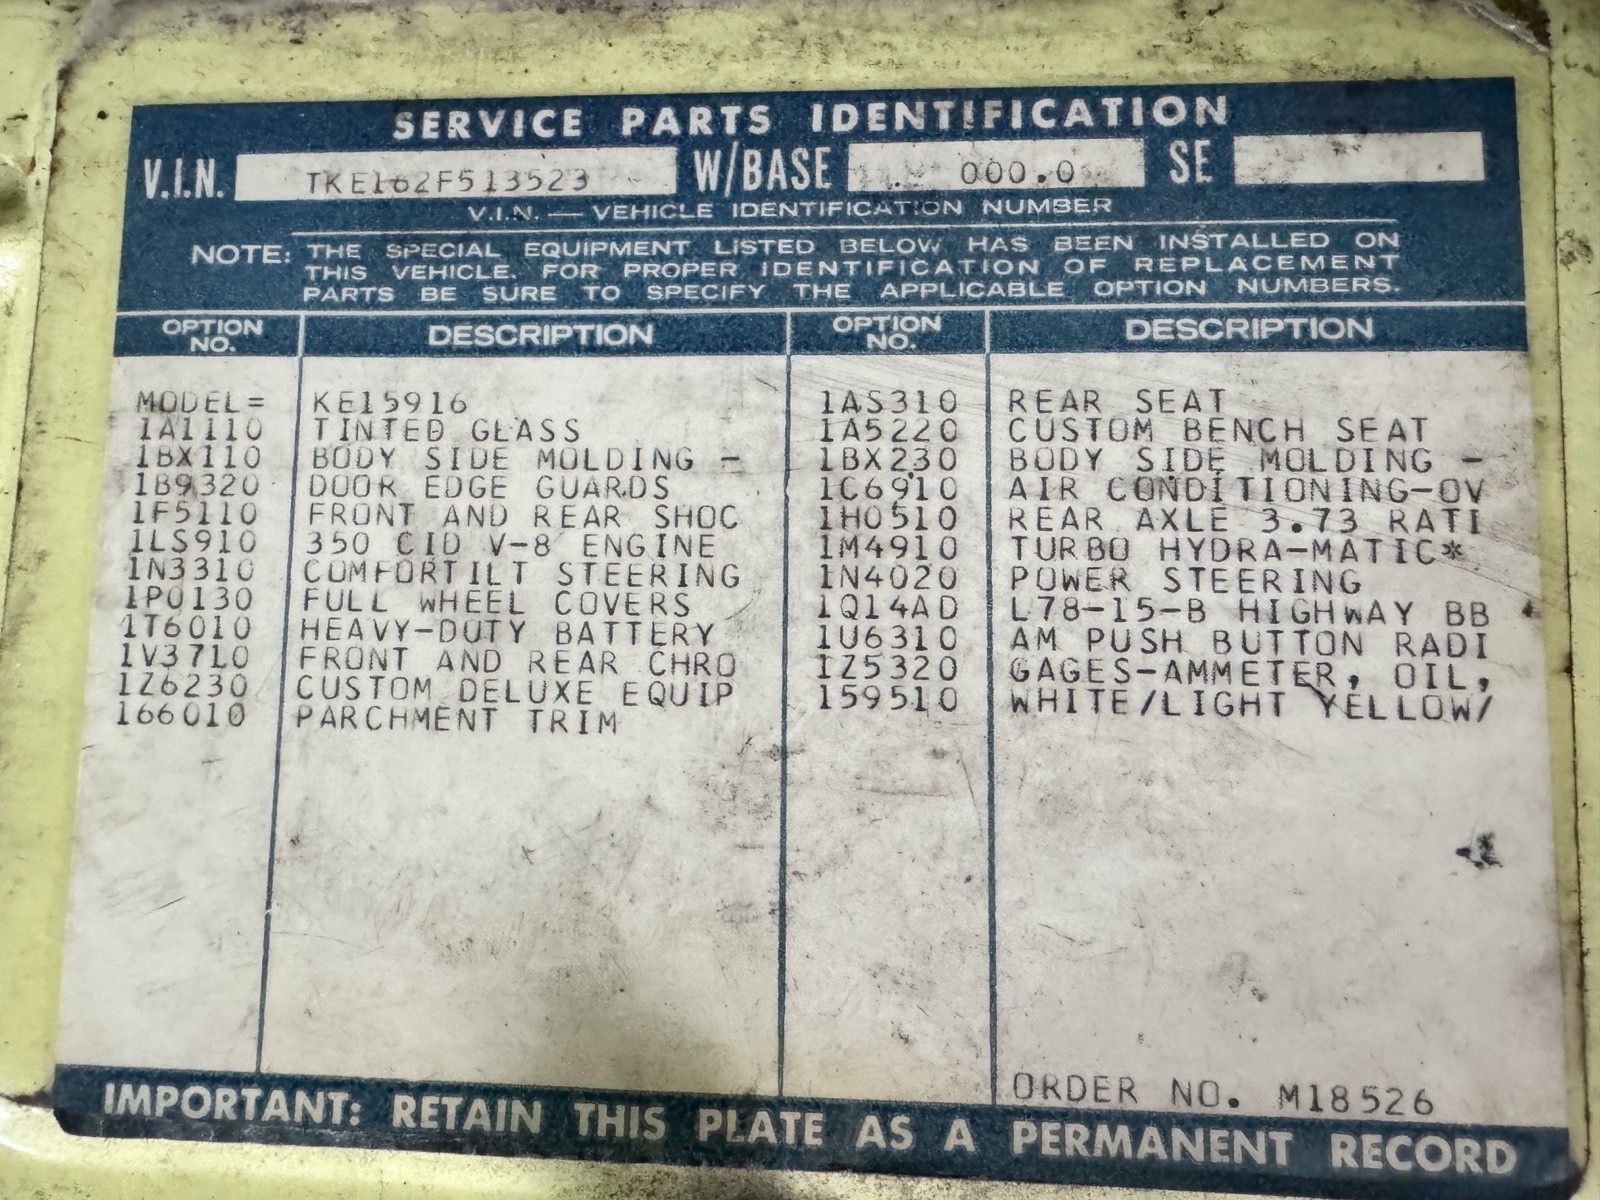 SERVICE PARTS IDENTIFICATION
V.I.N. TKE162F513523 W/BASE 000.0 SE
V.I.N. — VEHICLE IDENTIFICATION NUMBER
NOTE: THE SPECIAL EQUIPMENT LISTED BELOW HAS BEEN INSTALLED ON
THIS VEHICLE. FOR PROPER IDENTIFICATION OF REPLACEMENT
PARTS BE SURE TO SPECIFY THE APPLICABLE OPTION NUMBERS.
OPTION NO. DESCRIPTION OPTION NO. DESCRIPTION
MODEL= KE15916 1AS310 REAR SEAT
1A1110 TINTED GLASS 1A5220 CUSTOM BENCH SEAT
1BX110 BODY SIDE MOLDING - 1BX230 BODY SIDE MOLDING -
1B9320 DOOR EDGE GUARDS 1C6910 AIR CONDITIONING-OV
1F5110 FRONT AND REAR SHOC 1H0510 REAR AXLE 3.73 RATI
1LS910 350 CID V-8 ENGINE 1M4910 TURBO HYDRA-MATIC*
1N3310 COMFORTILT STEERING 1N4020 POWER STEERING
1P0130 FULL WHEEL COVERS 1Q14AD L78-15-B HIGHWAY BB
1T6010 HEAVY-DUTY BATTERY 1U6310 AM PUSH BUTTON RADI
1V3710 FRONT AND REAR CHRO 1Z5320 GAGES-AMMETER, OIL,
1Z6230 CUSTOM DELUXE EQUIP 159510 WHITE/LIGHT YELLOW/
166010 PARCHMENT TRIM
ORDER NO. M18526
IMPORTANT: RETAIN THIS PLATE AS A PERMANENT RECORD